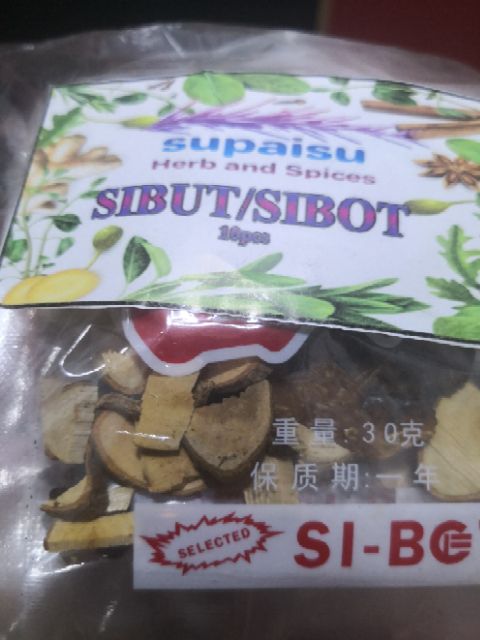 supaisu
Herb and Spices
SIBUT/SIBOT
10pcs
重量:30克
保质期:一年
SELECTED
SI-BO